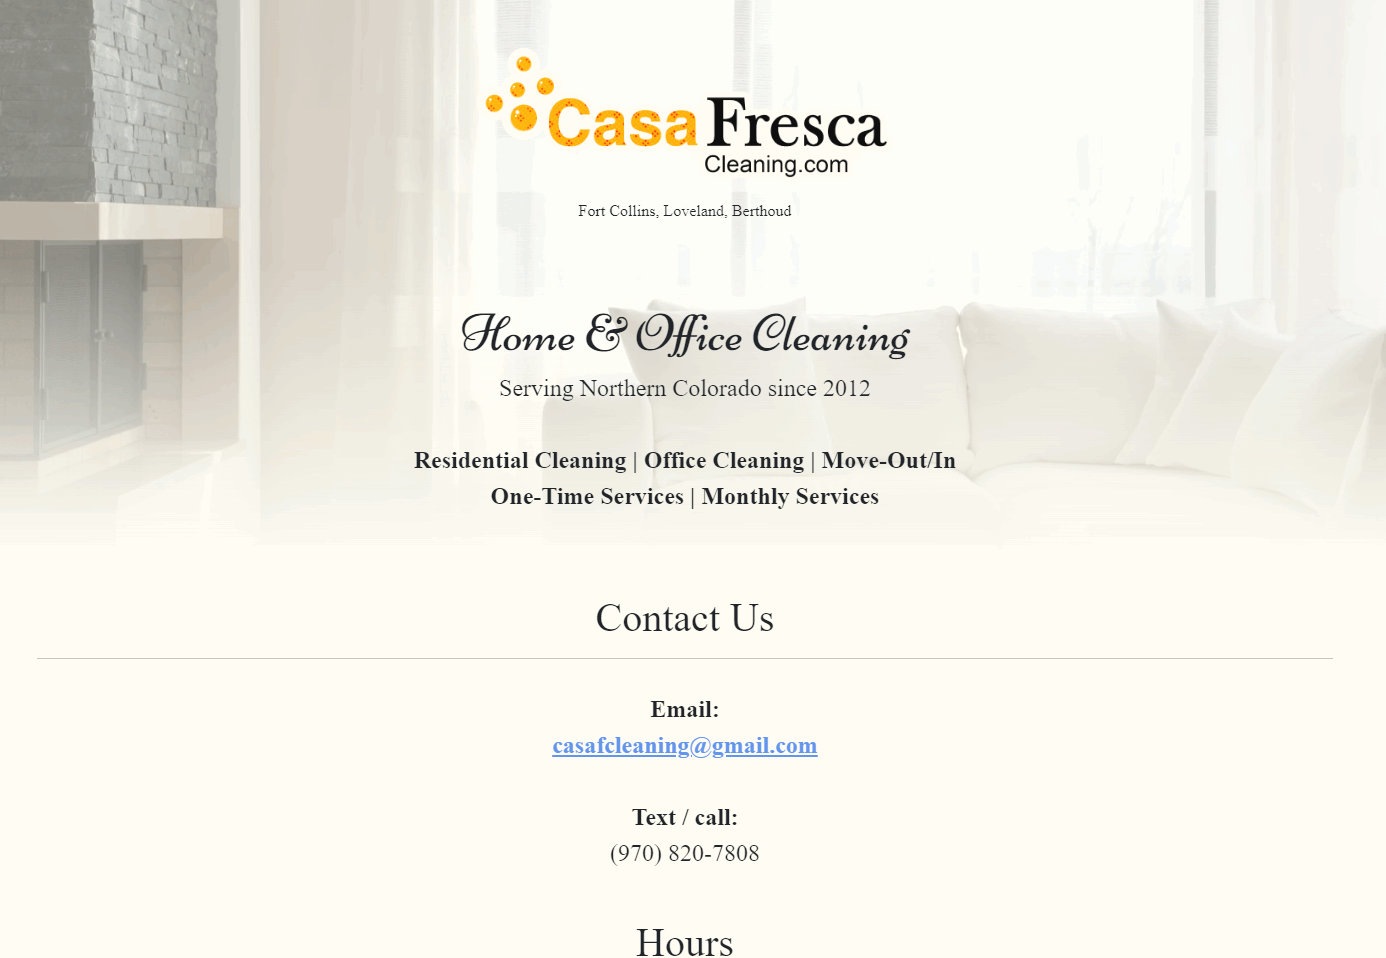 Casa Fresca
Cleaning.com
Fort Collins, Loveland, Berthoud
Home & Office Cleaning
Serving Northern Colorado since 2012
Residential Cleaning | Office Cleaning | Move-Out/In
One-Time Services | Monthly Services
Contact Us
Email:
casafcleaning@gmail.com
Text / call:
(970) 820-7808
Hours